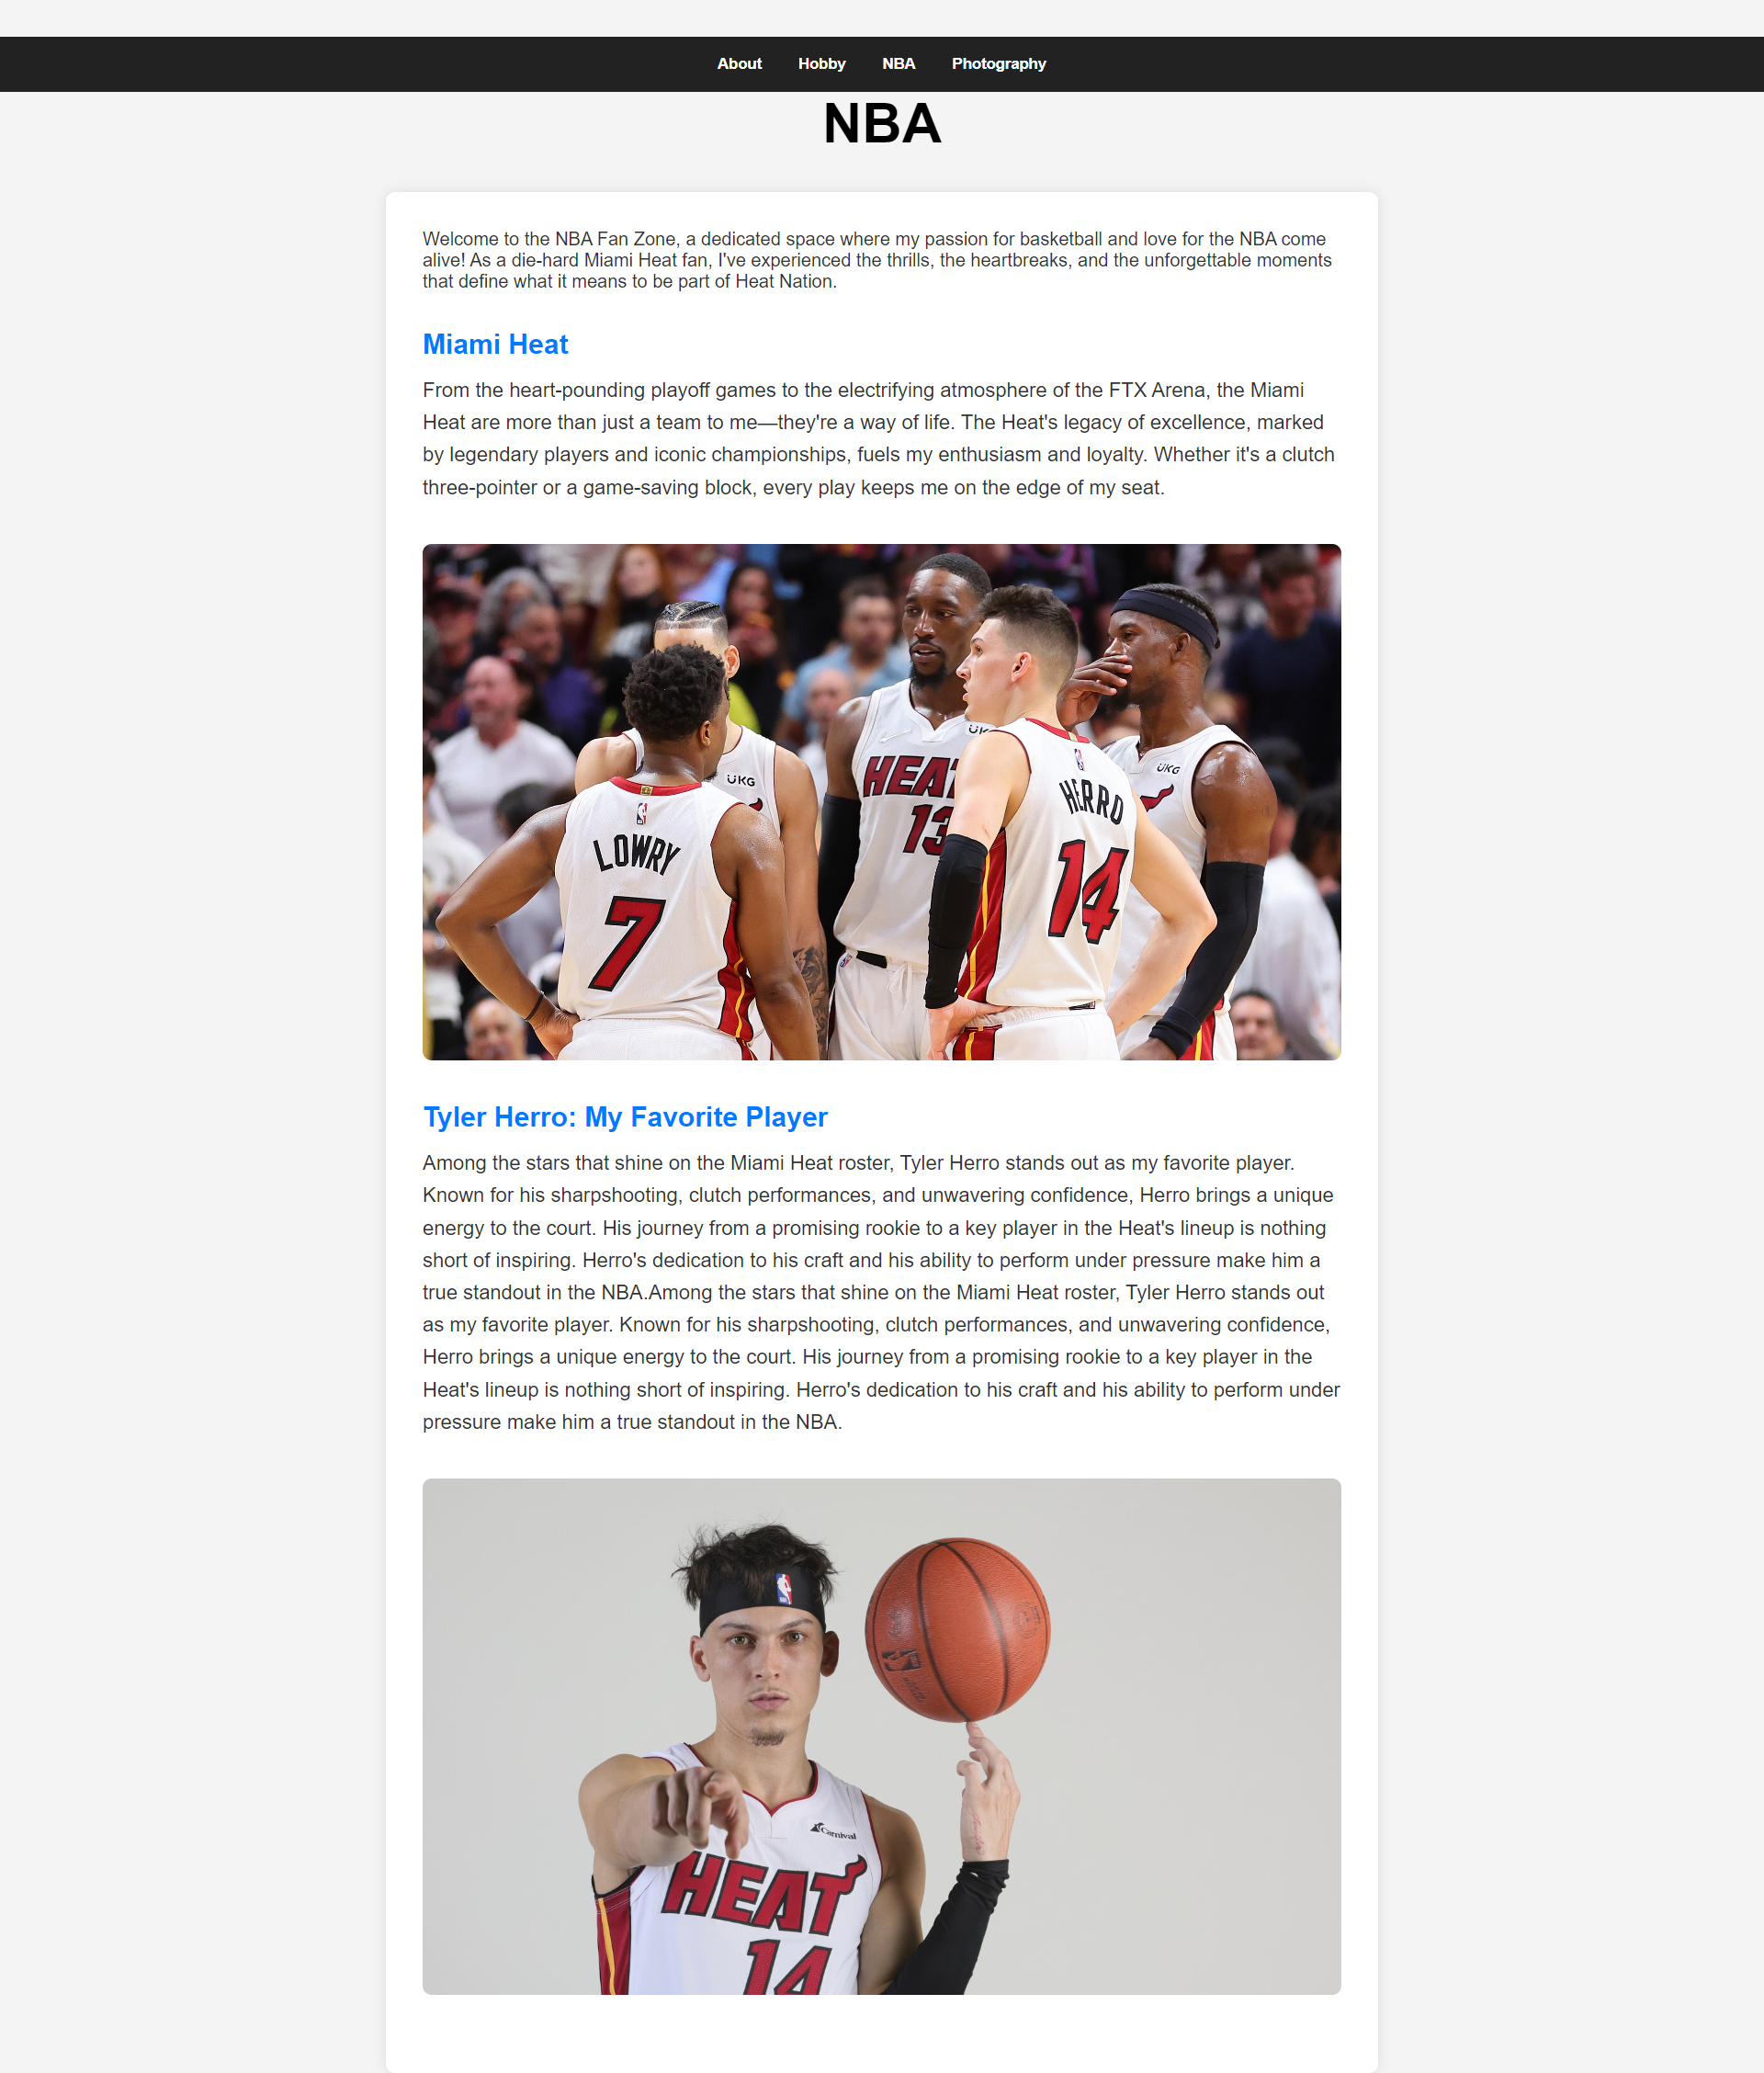 About Hobby NBA Photography
NBA
Welcome to the NBA Fan Zone, a dedicated space where my passion for basketball and love for the NBA come
alive! As a die-hard Miami Heat fan, I've experienced the thrills, the heartbreaks, and the unforgettable moments
that define what it means to be part of Heat Nation.
Miami Heat
From the heart-pounding playoff games to the electrifying atmosphere of the FTX Arena, the Miami
Heat are more than just a team to me—they're a way of life. The Heat's legacy of excellence, marked
by legendary players and iconic championships, fuels my enthusiasm and loyalty. Whether it's a clutch
three-pointer or a game-saving block, every play keeps me on the edge of my seat.
UKG
UKG
HEAT
13
HERRO
14
LOWRY
7
Tyler Herro: My Favorite Player
Among the stars that shine on the Miami Heat roster, Tyler Herro stands out as my favorite player.
Known for his sharpshooting, clutch performances, and unwavering confidence, Herro brings a unique
energy to the court. His journey from a promising rookie to a key player in the Heat's lineup is nothing
short of inspiring. Herro's dedication to his craft and his ability to perform under pressure make him a
true standout in the NBA.Among the stars that shine on the Miami Heat roster, Tyler Herro stands out
as my favorite player. Known for his sharpshooting, clutch performances, and unwavering confidence,
Herro brings a unique energy to the court. His journey from a promising rookie to a key player in the
Heat's lineup is nothing short of inspiring. Herro's dedication to his craft and his ability to perform under
pressure make him a true standout in the NBA.
Carnival
HEAT
14